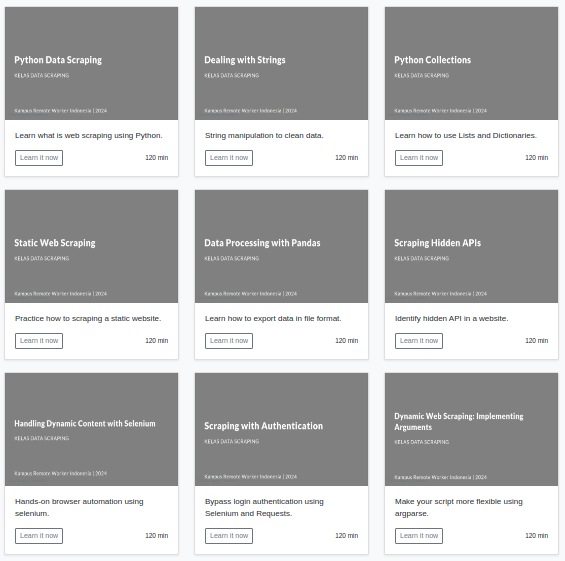 Python Data Scraping
KELAS DATA SCRAPING
Kampus Remote Worker Indonesia | 2024
Learn what is web scraping using Python.
Learn it now
120 min
Dealing with Strings
KELAS DATA SCRAPING
Kampus Remote Worker Indonesia | 2024
String manipulation to clean data.
Learn it now
120 min
Python Collections
KELAS DATA SCRAPING
Kampus Remote Worker Indonesia | 2024
Learn how to use Lists and Dictionaries.
Learn it now
120 min
Static Web Scraping
KELAS DATA SCRAPING
Kampus Remote Worker Indonesia | 2024
Practice how to scraping a static website.
Learn it now
120 min
Data Processing with Pandas
KELAS DATA SCRAPING
Kampus Remote Worker Indonesia | 2024
Learn how to export data in file format.
Learn it now
120 min
Scraping Hidden APIs
KELAS DATA SCRAPING
Kampus Remote Worker Indonesia | 2024
Identify hidden API in a website.
Learn it now
120 min
Handling Dynamic Content with Selenium
KELAS DATA SCRAPING
Kampus Remote Worker Indonesia | 2024
Hands-on browser automation using
selenium.
Learn it now
120 min
Scraping with Authentication
KELAS DATA SCRAPING
Kampus Remote Worker Indonesia | 2024
Bypass login authentication using
Selenium and Requests.
Learn it now
120 min
Dynamic Web Scraping: Implementing
Arguments
KELAS DATA SCRAPING
Kampus Remote Worker Indonesia | 2024
Make your script more flexible using
argparse.
Learn it now
120 min